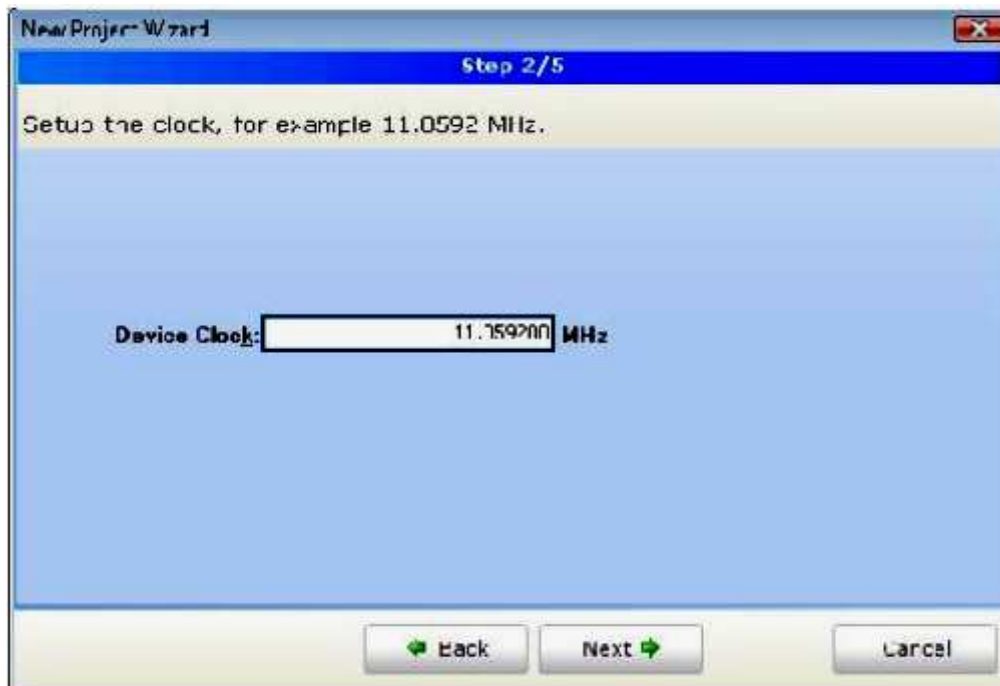 New Project Wizard
Step 2/5
Setup the clock, for example 11.0592 MHz.
Device Clock: 11.059200 MHz
Back
Next
Cancel